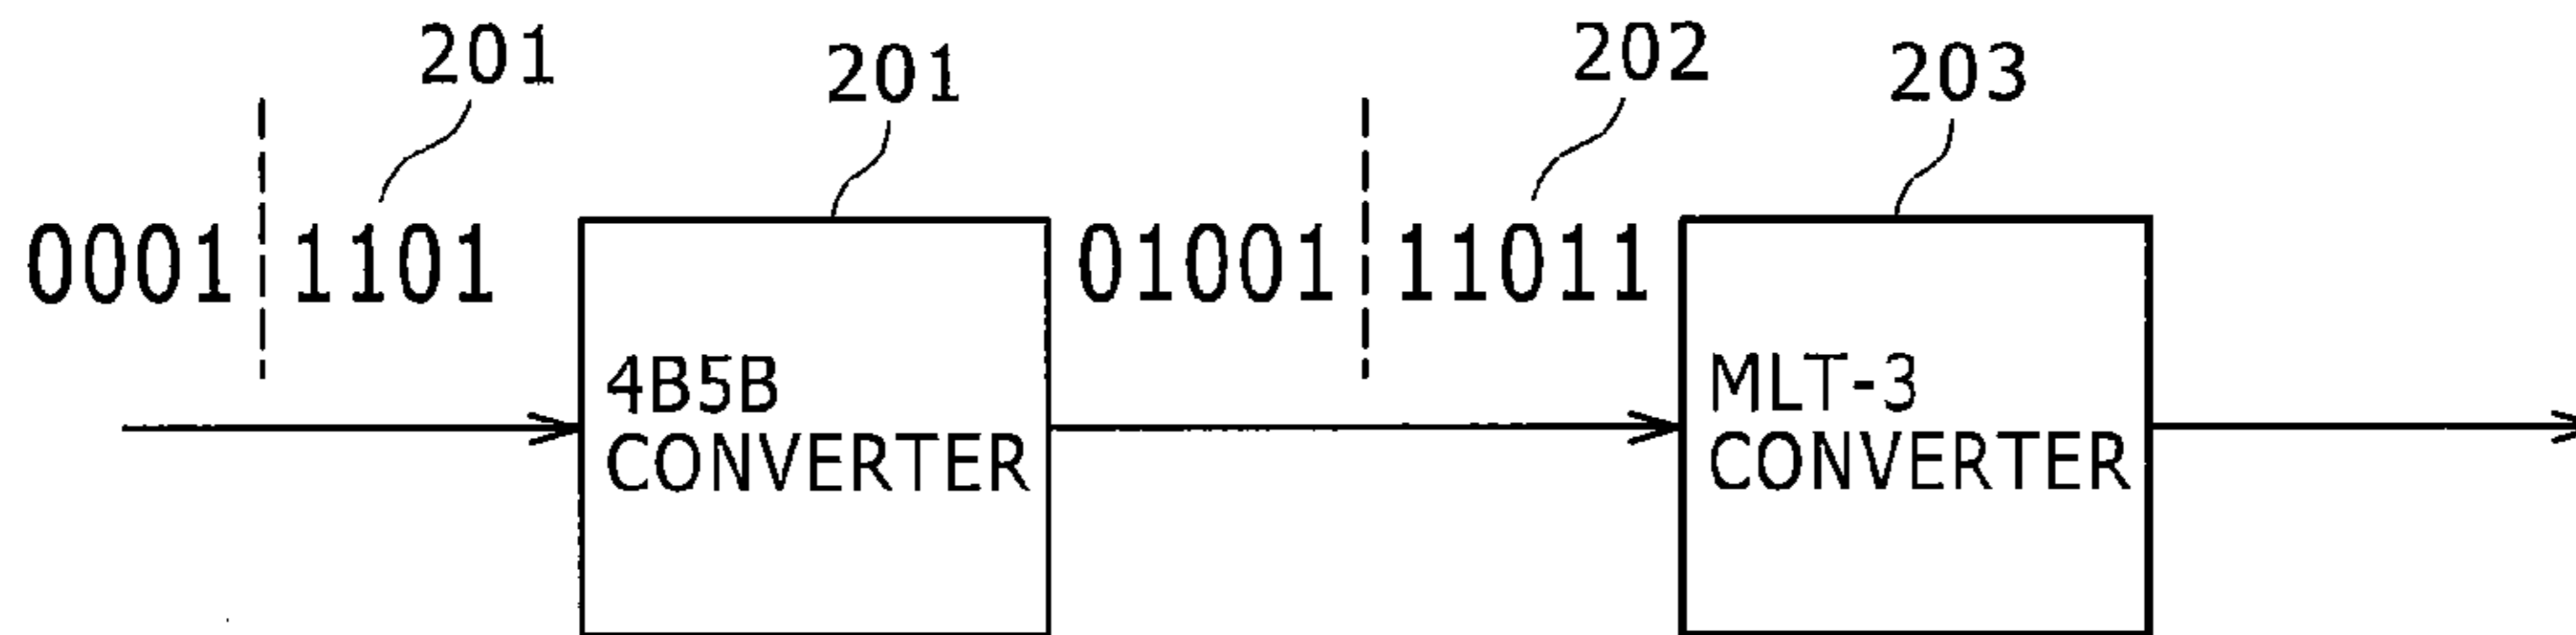 201
201
202
203
0001 1101
01001 11011
4B5B
CONVERTER
MLT-3
CONVERTER